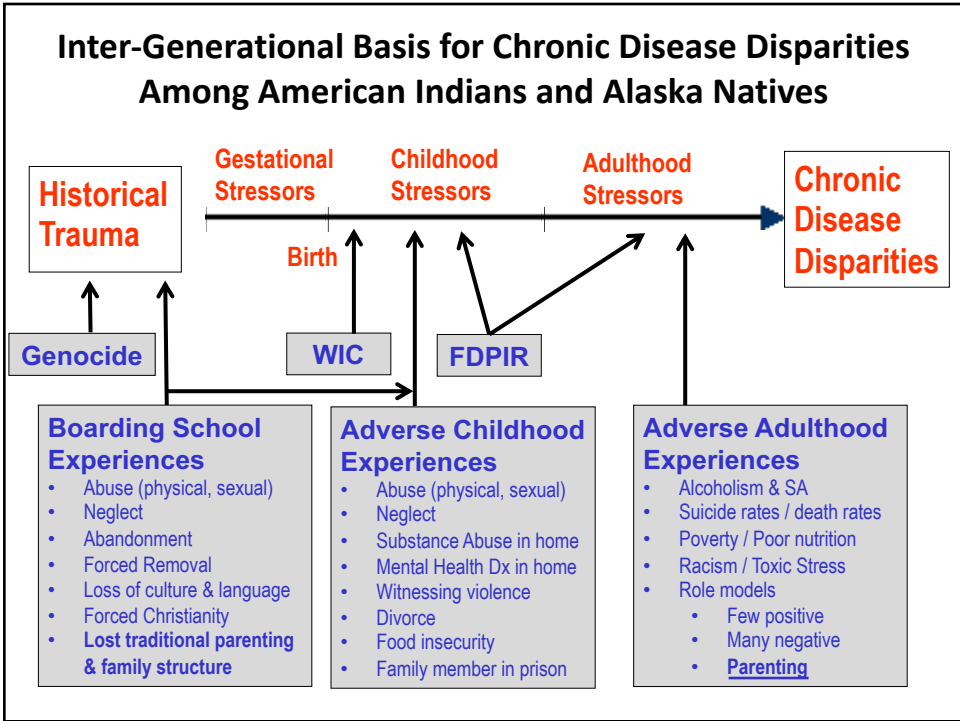 Inter-Generational Basis for Chronic Disease Disparities
Among American Indians and Alaska Natives
Historical
Trauma
Gestational
Stressors
Childhood
Stressors
Adulthood
Stressors
Chronic
Disease
Disparities
Birth
Genocide
WIC
FDPIR
Boarding School
Experiences
• Abuse (physical, sexual)
• Neglect
• Abandonment
• Forced Removal
• Loss of culture & language
• Forced Christianity
• Lost traditional parenting
& family structure
Adverse Childhood
Experiences
• Abuse (physical, sexual)
• Neglect
• Substance Abuse in home
• Mental Health Dx in home
• Witnessing violence
• Divorce
• Food insecurity
• Family member in prison
Adverse Adulthood
Experiences
• Alcoholism & SA
• Suicide rates / death rates
• Poverty / Poor nutrition
• Racism / Toxic Stress
• Role models
• Few positive
• Many negative
• Parenting